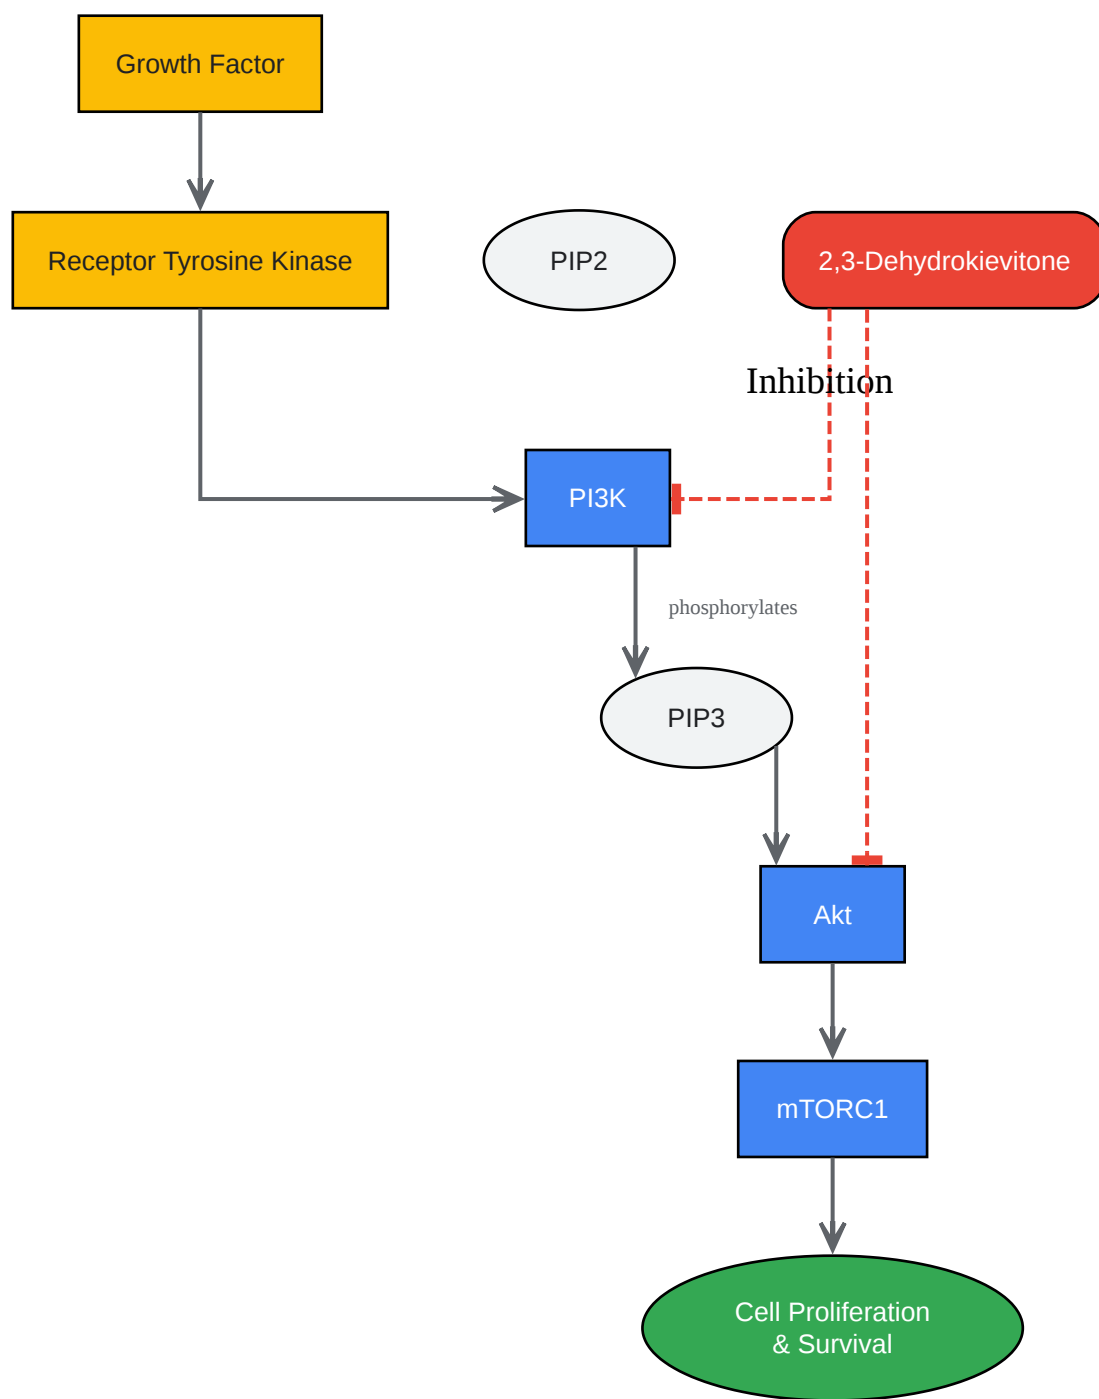 Growth Factor
Receptor Tyrosine Kinase
PIP2
2,3-Dehydrokievitone
Inhibition
PI3K
phosphorylates
PIP3
Akt
mTORC1
Cell Proliferation
& Survival